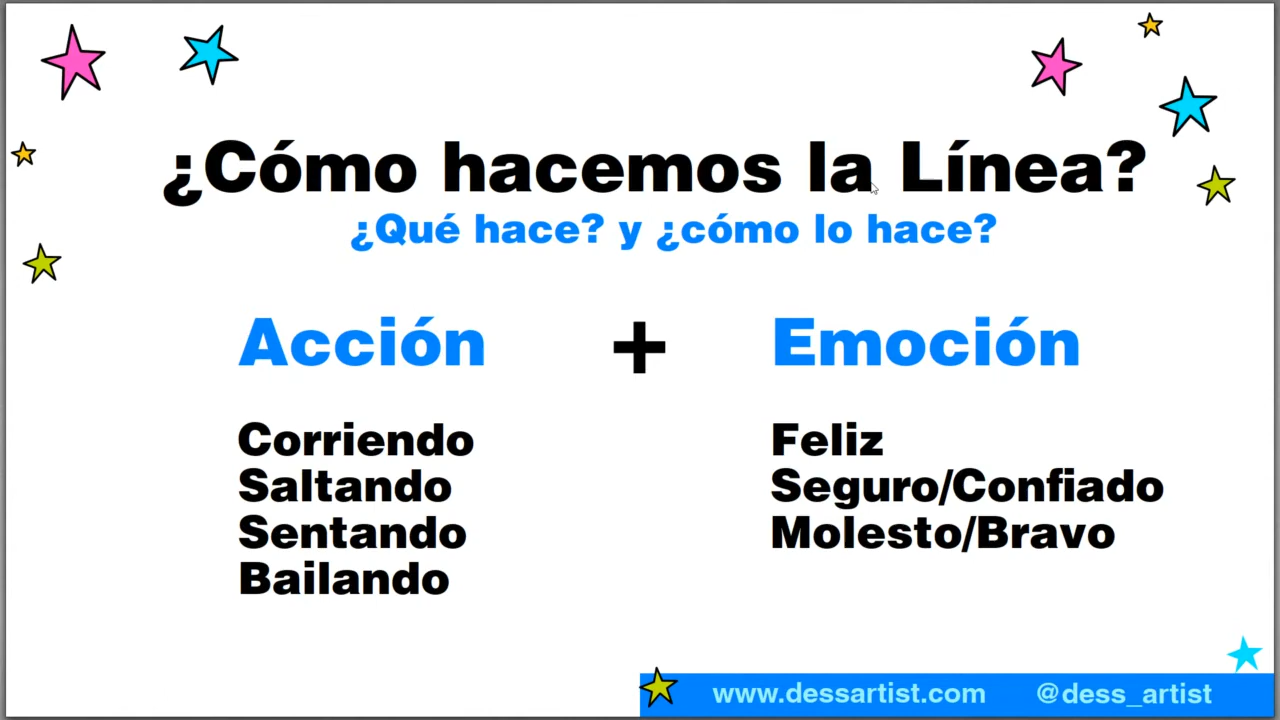 ¿Cómo hacemos la Línea?
¿Qué hace? y ¿cómo lo hace?
Acción + Emoción
Corriendo
Saltando
Sentando
Bailando
Feliz
Seguro/Confiado
Molesto/Bravo
www.dessartist.com @dess_artist